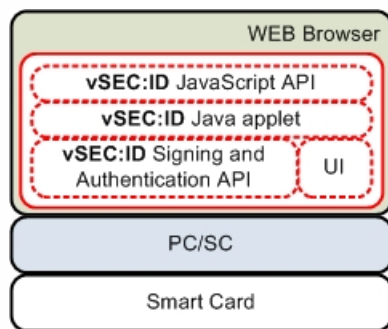 WEB Browser
vSEC:ID JavaScript API
vSEC:ID Java applet
vSEC:ID Signing and
Authentication API
UI
PC/SC
Smart Card